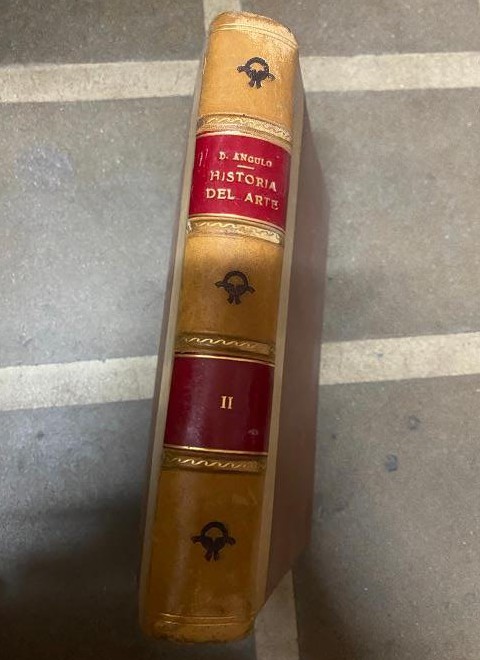 D. ANGULO
HISTORIA
DEL ARTE
II